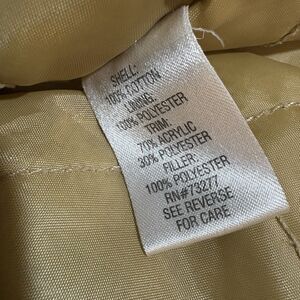 SHELL:
100% COTTON
LINING:
100% POLYESTER
TRIM:
70% ACRYLIC
30% POLYESTER
FILLER:
100% POLYESTER
RN#73277
SEE REVERSE
FOR CARE